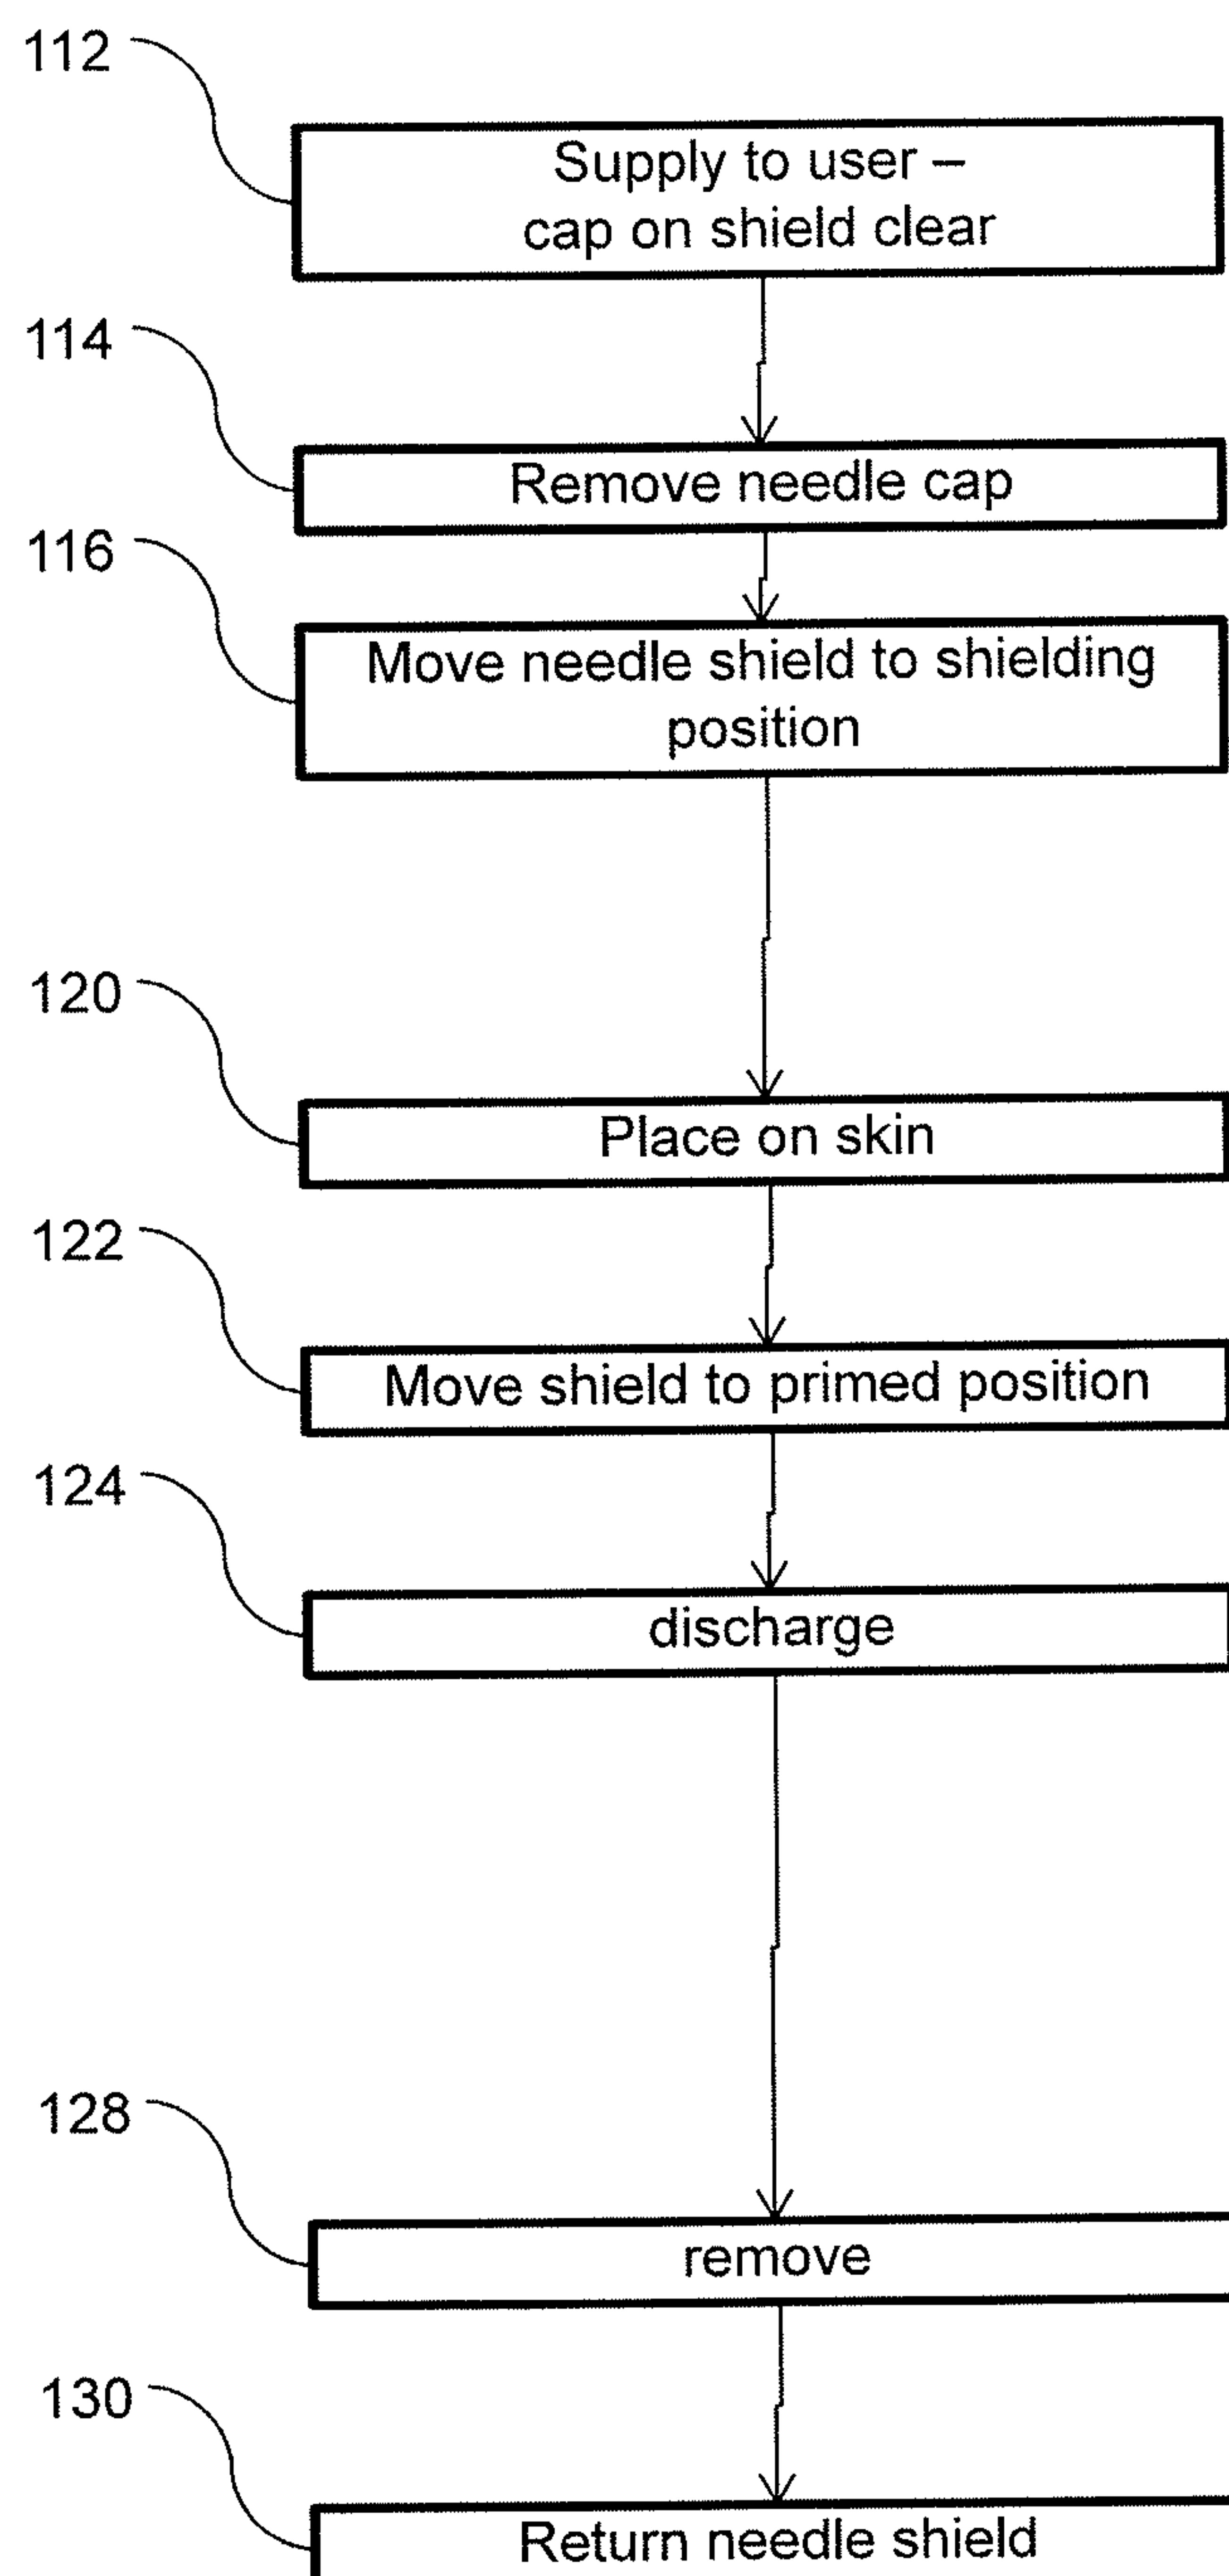 112
Supply to user –
cap on shield clear
114
Remove needle cap
116
Move needle shield to shielding
position
120
Place on skin
122
Move shield to primed position
124
discharge
128
remove
130
Return needle shield